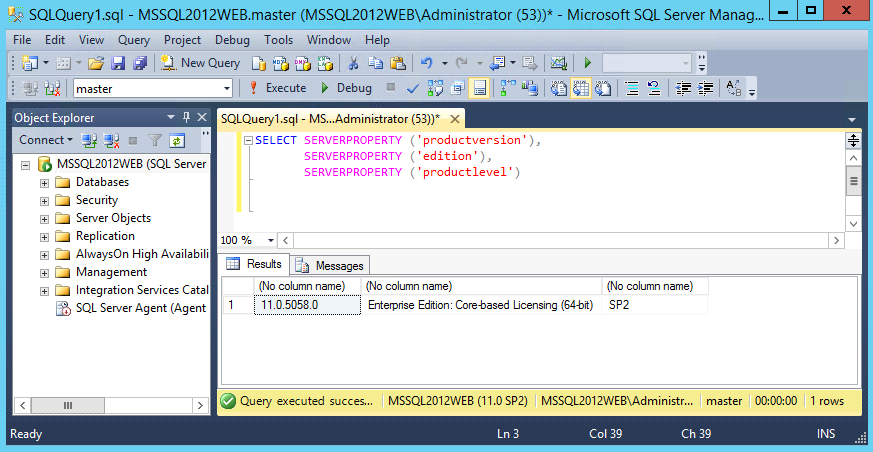 SQLQuery1.sql - MSSQL2012WEB.master (MSSQL2012WEB\Administrator (53))* - Microsoft SQL Server Manag...
File Edit View Query Project Debug Tools Window Help
New Query
master Execute Debug
Object Explorer
Connect
MSSQL2012WEB (SQL Server
Databases
Security
Server Objects
Replication
AlwaysOn High Availabili
Management
Integration Services Catal
SQL Server Agent (Agent
SQLQuery1.sql - MS...Administrator (53))*
SELECT SERVERPROPERTY ('productversion'),
SERVERPROPERTY ('edition'),
SERVERPROPERTY ('productlevel')
100 %
Results Messages
(No column name) (No column name) (No column name)
1 11.0.5058.0 Enterprise Edition: Core-based Licensing (64-bit) SP2
Query executed succes... MSSQL2012WEB (11.0 SP2) MSSQL2012WEB\Administr... master 00:00:00 1 rows
Ready Ln 3 Col 39 Ch 39 INS